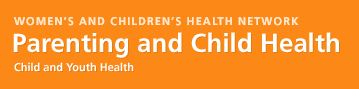 WOMEN'S AND CHILDREN'S HEALTH NETWORK
Parenting and Child Health
Child and Youth Health